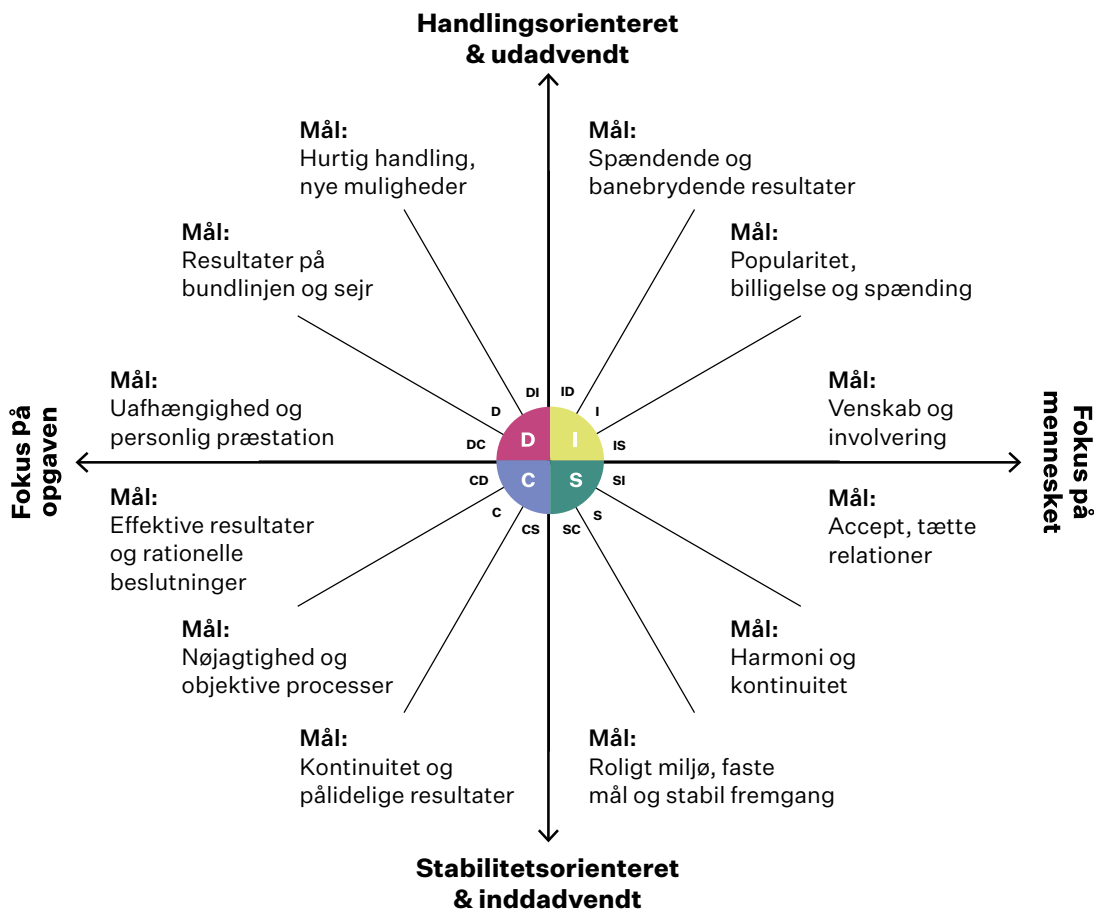 Handlingsorienteret
& udadvendt
Mål:
Hurtig handling,
nye muligheder
Mål:
Spændende og
banebrydende resultater
Mål:
Resultater på
bundlinjen og sejr
Mål:
Popularitet,
billigelse og spænding
Mål:
Uafhængighed og
personlig præstation
Mål:
Venskab og
involvering
DI
ID
D
I
DC
IS
D
I
C
S
CD
SI
C
S
CS
SC
Fokus på
opgaven
Fokus på
mennesket
Mål:
Effektive resultater
og rationelle
beslutninger
Mål:
Accept, tætte
relationer
Mål:
Nøjagtighed og
objektive processer
Mål:
Harmoni og
kontinuitet
Mål:
Kontinuitet og
pålidelige resultater
Mål:
Roligt miljø, faste
mål og stabil fremgang
Stabilitetsorienteret
& inddadvendt